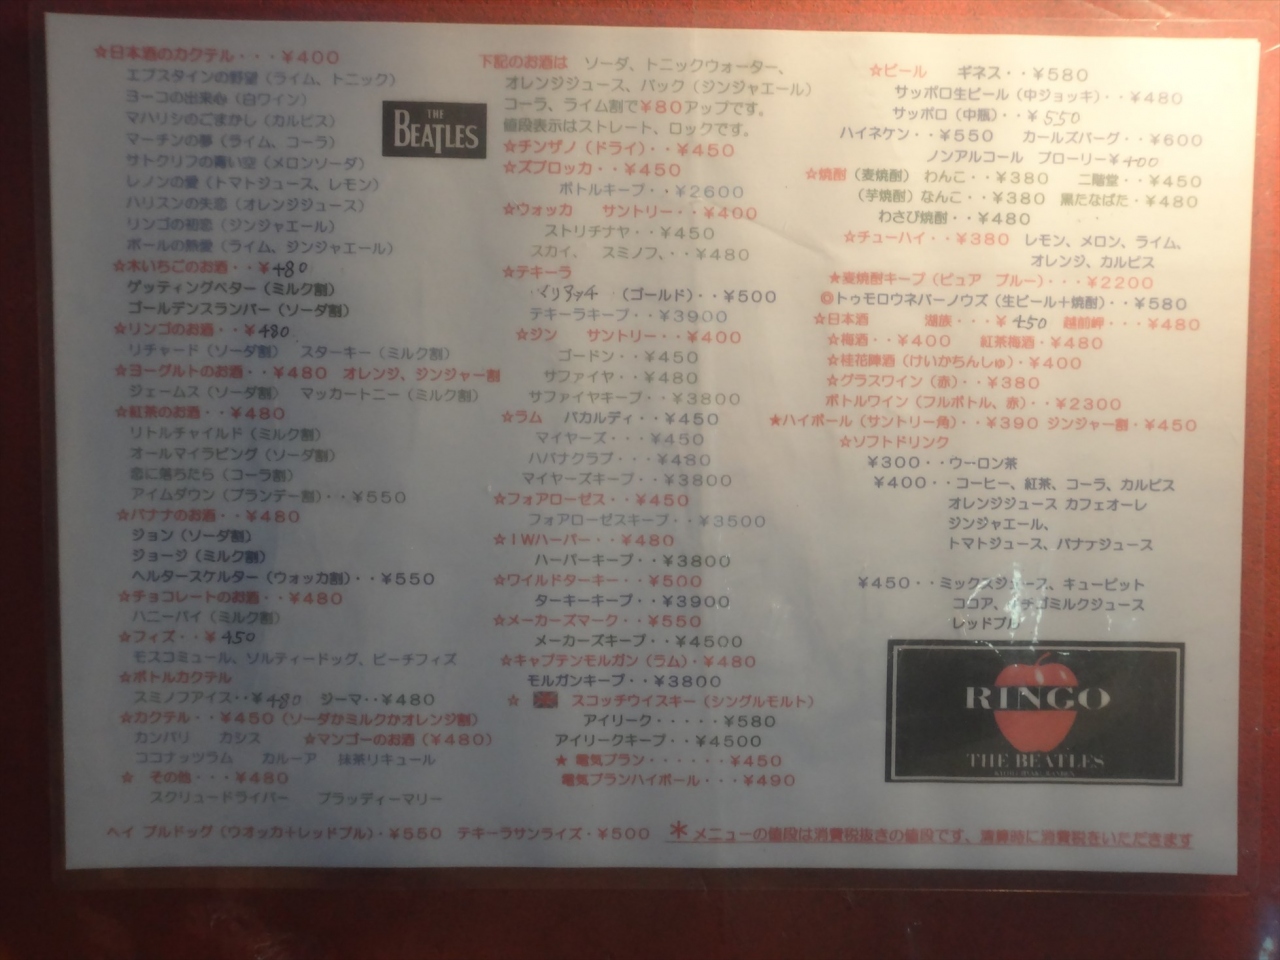 ☆日本酒のカクテル・・・￥400
エプスタインの野望（ライム、トニック）
ヨーコの出来心（白ワイン）
マハリシのごまかし（カルピス）
マーチンの夢（ライム、コーラ）
サトクリフの青い空（メロンソーダ）
レノンの愛（トマトジュース、レモン）
ハリスンの失恋（オレンジジュース）
リンゴの初恋（ジンジャエール）
ポールの熱愛（ライム、ジンジャエール）
☆木いちごのお酒・・￥480
ゲッティングベター（ミルク割）
ゴールデンスランバー（ソーダ割）
☆リンゴのお酒・・￥480
リチャード（ソーダ割） スターキー（ミルク割）
☆ヨーグルトのお酒・・￥480 オレンジ、ジンジャー割
ジェームス（ソーダ割） マッカートニー（ミルク割）
☆紅茶のお酒・・￥480
リトルチャイルド（ミルク割）
オールマイラビング（ソーダ割）
恋に落ちたら（コーラ割）
アイムダウン（ブランデー割）・・￥550
☆バナナのお酒・・￥480
ジョン（ソーダ割）
ジョージ（ミルク割）
ヘルタースケルター（ウォッカ割）・・￥550
☆チョコレートのお酒・・￥480
ハニーパイ（ミルク割）
☆フィズ・・￥450
モスコミュール、ソルティードッグ、ピーチフィズ
☆ボトルカクテル
スミノフアイス・・￥480 ジーマ・・￥480
☆カクテル・・￥450（ソーダかミルクかオレンジ割）
カンパリ カシス ☆マンゴーのお酒（￥480）
ココナッツラム カルーア 抹茶リキュール
☆ その他・・・￥480
スクリュードライバー ブラッディーマリー
THE
BEATLES
下記のお酒は ソーダ、トニックウォーター、
オレンジジュース、バック（ジンジャエール）
コーラ、ライム割で￥80アップです。
値段表示はストレート、ロックです。
☆チンザノ（ドライ）・・￥450
☆ズブロッカ・・￥450
ボトルキープ・・￥2600
☆ウォッカ サントリー・・￥400
ストリチナヤ・・￥450
スカイ、 スミノフ、・・￥480
☆テキーラ
マリアッチ （ゴールド）・・￥500
テキーラキープ・・￥3900
☆ジン サントリー・・￥400
ゴードン・・￥450
サファイヤ・・￥480
サファイヤキープ・・￥3800
☆ラム バカルディ・・￥450
マイヤーズ・・・￥450
ハバナクラブ・・・￥480
マイヤーズキープ・・￥3800
☆フォアローゼス・・￥450
フォアローゼスキープ・・￥3500
☆IWハーパー・・￥480
ハーパーキープ・・￥3800
☆ワイルドターキー・・￥500
ターキーキープ・・￥3900
☆メーカーズマーク・・￥550
メーカーズキープ・・￥4500
☆キャプテンモルガン（ラム）・￥480
モルガンキープ・・￥3800
☆ スコッチウイスキー（シングルモルト）
アイリーク・・・・・￥580
アイリークキープ・・￥4500
★ 電気ブラン・・・・・・￥450
電気ブランハイボール・・・￥490
☆ビール ギネス・・￥580
サッポロ生ビール（中ジョッキ）・・￥480
サッポロ（中瓶）・・￥550
ハイネケン・・￥550 カールズバーグ・・￥600
ノンアルコール ブローリー￥400
☆焼酎（麦焼酎） わんこ・・￥380 二階堂・・￥450
（芋焼酎）なんこ・・￥380 黒たなばた・￥480
わさび焼酎・・￥480
☆チューハイ・・￥380 レモン、メロン、ライム、
オレンジ、カルピス
☆麦焼酎キープ（ピュア ブルー）・・・￥2200
◎トゥモロウネバーノウズ（生ビール＋焼酎）・・￥580
☆日本酒 湖族・・・￥450 越前岬・・・￥480
☆梅酒・・￥400 紅茶梅酒・￥480
☆桂花陳酒（けいかちんしゅ）・￥400
☆グラスワイン（赤）・・￥380
ボトルワイン（フルボトル、赤）・・￥2300
★ハイボール（サントリー角）・・￥390 ジンジャー割・￥450
☆ソフトドリンク
￥300・・ウーロン茶
￥400・・コーヒー、紅茶、コーラ、カルピス
オレンジジュース カフェオーレ
ジンジャエール、
トマトジュース、バナナジュース
￥450・・ミックスジュース、キューピット
ココア、イチゴミルクジュース
レッドブル
RINGO
THE BEATLES
ヘイ ブルドッグ（ウオッカ＋レッドブル）・￥550 テキーラサンライズ・￥500 ＊メニューの値段は消費税抜きの値段です、清算時に消費税をいただきます